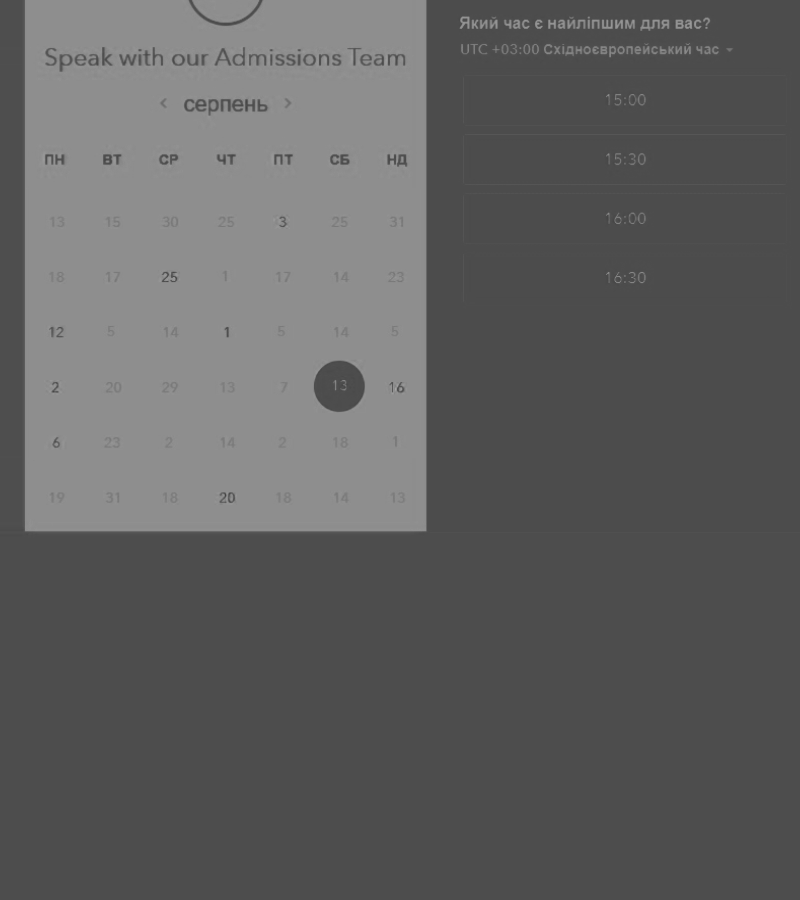 Speak with our Admissions Team
серпень
ПН ВТ СР ЧТ ПТ СБ НД
13 15 30 25 3 25 31
18 17 25 1 17 14 23
12 5 14 1 5 14 5
2 20 29 13 7 13 16
6 23 2 14 2 18 1
19 31 18 20 18 14 13
Який час є найліпшим для вас?
UTC +03:00 Східноєвропейський час
15:00
15:30
16:00
16:30